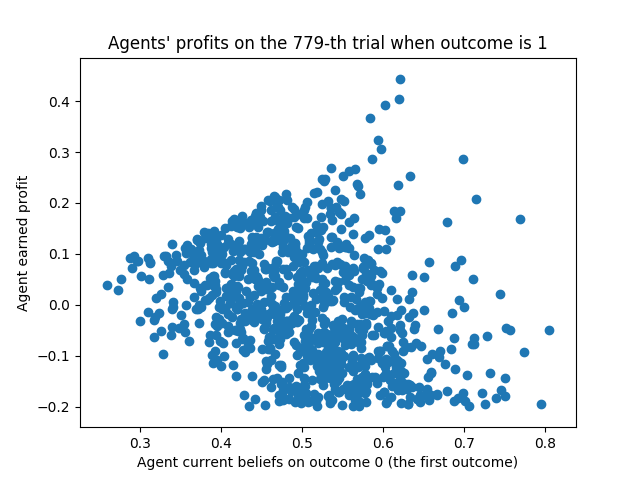 Agents' profits on the 779-th trial when outcome is 1
Agent earned profit
0.4
0.3
0.2
0.1
0.0
−0.1
−0.2
0.3 0.4 0.5 0.6 0.7 0.8
Agent current beliefs on outcome 0 (the first outcome)